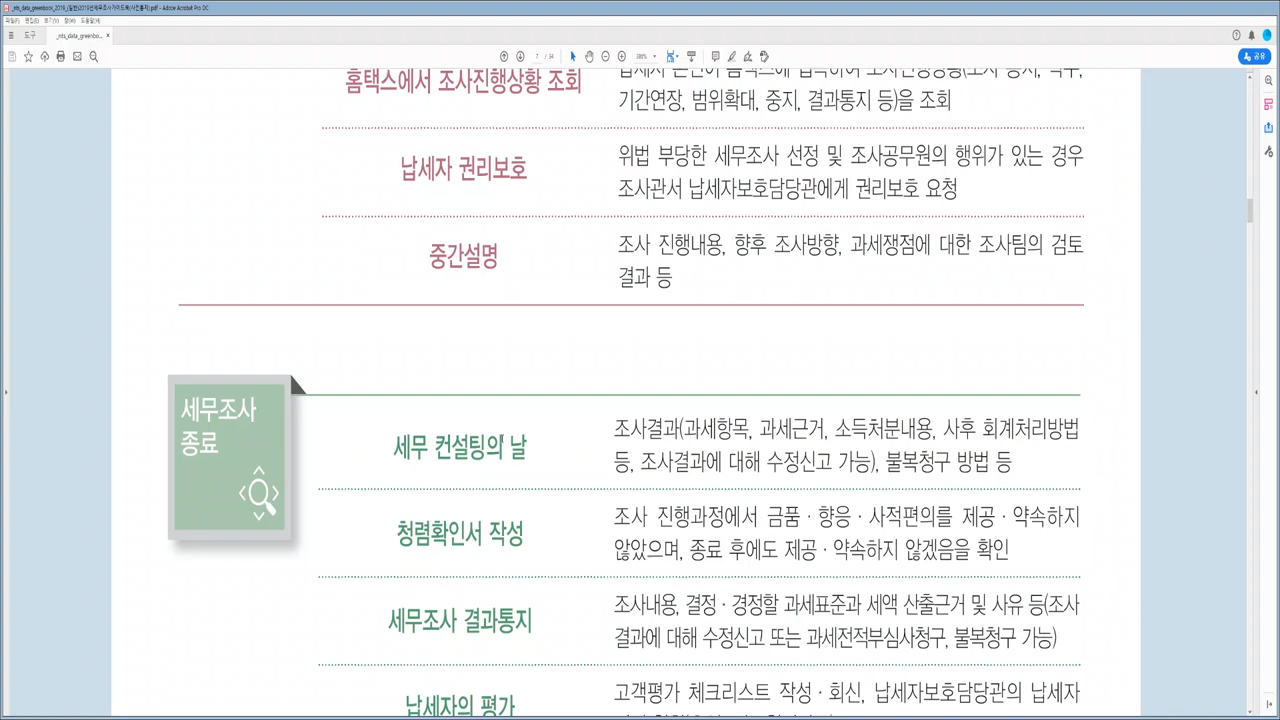 파일(F) 편집(E) 보기(V) 창(W) 도움말(H)
도구
_nts_data_greenbo... ×
공유
홈택스에서 조사진행상황 조회
기간연장, 범위확대, 중지, 결과통지 등)을 조회
납세자 권리보호
위법 부당한 세무조사 선정 및 조사공무원의 행위가 있는 경우
조사관서 납세자보호담당관에게 권리보호 요청
중간설명
조사 진행내용, 향후 조사방향, 과세쟁점에 대한 조사팀의 검토
결과 등
세무조사
종료
세무 컨설팅의 날
조사결과(과세항목, 과세근거, 소득처분내용, 사후 회계처리방법
등, 조사결과에 대해 수정신고 가능), 불복청구 방법 등
청렴확인서 작성
조사 진행과정에서 금품 · 향응 · 사적편의를 제공 · 약속하지
않았으며, 종료 후에도 제공 · 약속하지 않겠음을 확인
세무조사 결과통지
조사내용, 결정 · 경정할 과세표준과 세액 산출근거 및 사유 등(조사
결과에 대해 수정신고 또는 과세전적부심사청구, 불복청구 가능)
납세자의 평가
고객평가 체크리스트 작성 · 회신, 납세자보호담당관의 납세자